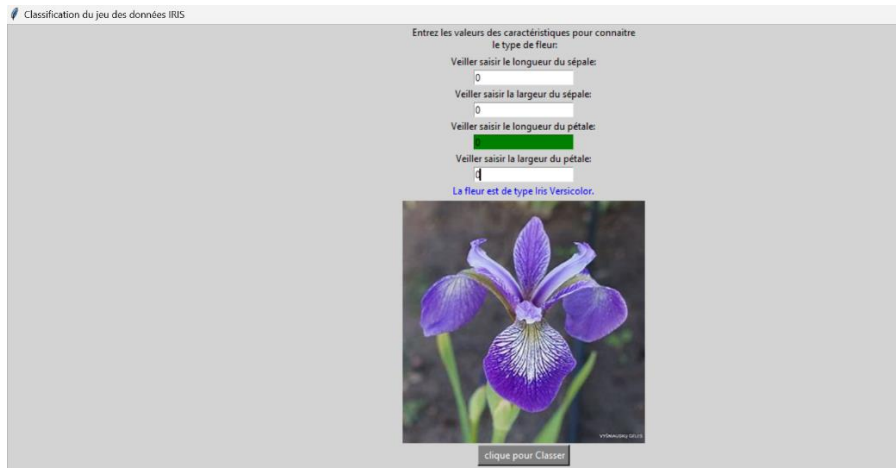 Classification du jeu des données IRIS
Entrez les valeurs des caractéristiques pour connaitre
le type de fleur:
Veiller saisir le longueur du sépale:
0
Veiller saisir la largeur du sépale:
0
Veiller saisir le longueur du pétale:
0
Veiller saisir la largeur du pétale:
0
La fleur est de type Iris Versicolor.
clique pour Classer